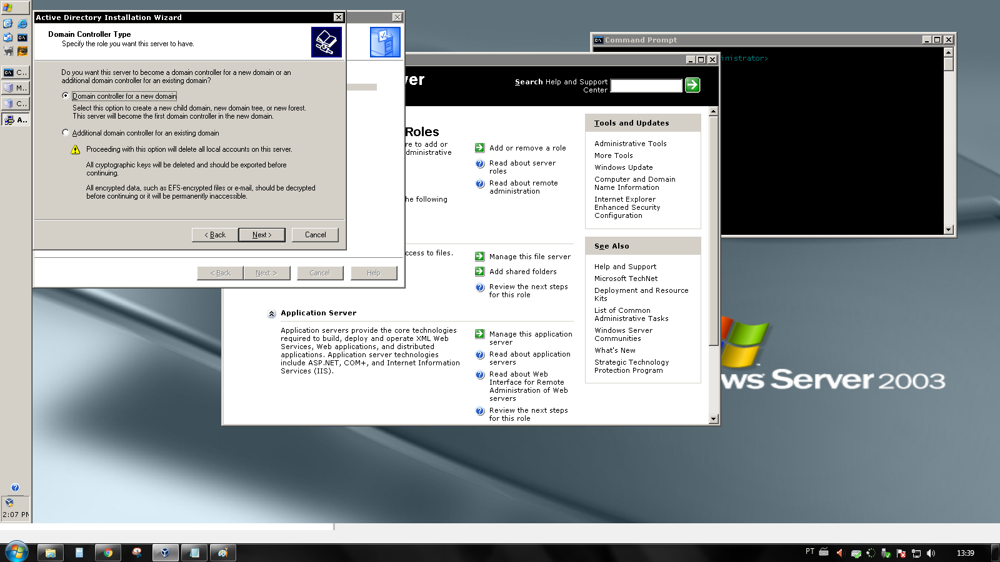 Active Directory Installation Wizard
Domain Controller Type
Specify the role you want this server to have.
Do you want this server to become a domain controller for a new domain or an
additional domain controller for an existing domain?
Domain controller for a new domain
Select this option to create a new child domain, new domain tree, or new forest.
This server will become the first domain controller in the new domain.
Additional domain controller for an existing domain
Proceeding with this option will delete all local accounts on this server.
All cryptographic keys will be deleted and should be exported before
continuing.
All encrypted data, such as EFS-encrypted files or e-mail, should be decrypted
before continuing or it will be permanently inaccessible.
< Back
Next >
Cancel
< Back
Next >
Cancel
Help
C..
M..
C..
A..
2:07 PM
Command Prompt
inistrator>
ver
Search Help and Support
Center
Roles
re to add or
dministrative
he following
Add or remove a role
Read about server
roles
Read about remote
administration
ccess to files.
Manage this file server
Add shared folders
Review the next steps
for this role
Application Server
Application servers provide the core technologies
required to build, deploy and operate XML Web
Services, Web applications, and distributed
applications. Application server technologies
include ASP.NET, COM+, and Internet Information
Services (IIS).
Manage this application
server
Read about application
servers
Read about Web
Interface for Remote
Administration of Web
servers
Review the next steps
for this role
Tools and Updates
Administrative Tools
More Tools
Windows Update
Computer and Domain
Name Information
Internet Explorer
Enhanced Security
Configuration
See Also
Help and Support
Microsoft TechNet
Deployment and Resource
Kits
List of Common
Administrative Tasks
Windows Server
Communities
What's New
Strategic Technology
Protection Program
ws Server 2003
PT
13:39